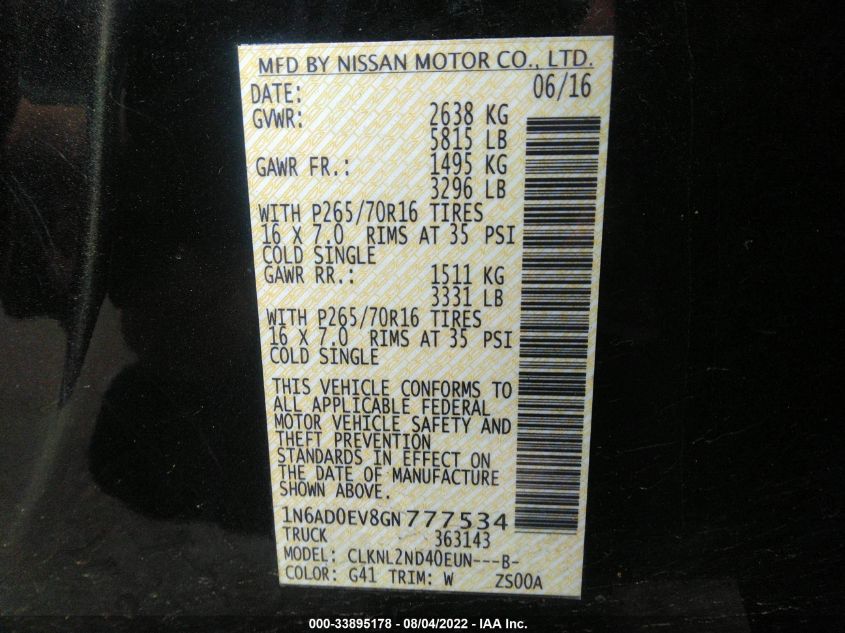 MFD BY NISSAN MOTOR CO., LTD.
DATE: 06/16
GVWR: 2638 KG
5815 LB
GAWR FR.: 1495 KG
3296 LB
WITH P265/70R16 TIRES
16 X 7.0 RIMS AT 35 PSI
COLD SINGLE
GAWR RR.: 1511 KG
3331 LB
WITH P265/70R16 TIRES
16 X 7.0 RIMS AT 35 PSI
COLD SINGLE
THIS VEHICLE CONFORMS TO
ALL APPLICABLE FEDERAL
MOTOR VEHICLE SAFETY AND
THEFT PREVENTION
STANDARDS IN EFFECT ON
THE DATE OF MANUFACTURE
SHOWN ABOVE.
1N6AD0EV8GN777534
TRUCK 363143
MODEL: CLKNL2ND40EUN---B-
COLOR: G41 TRIM: W ZS00A
000-33895178 - 08/04/2022 - IAA Inc.